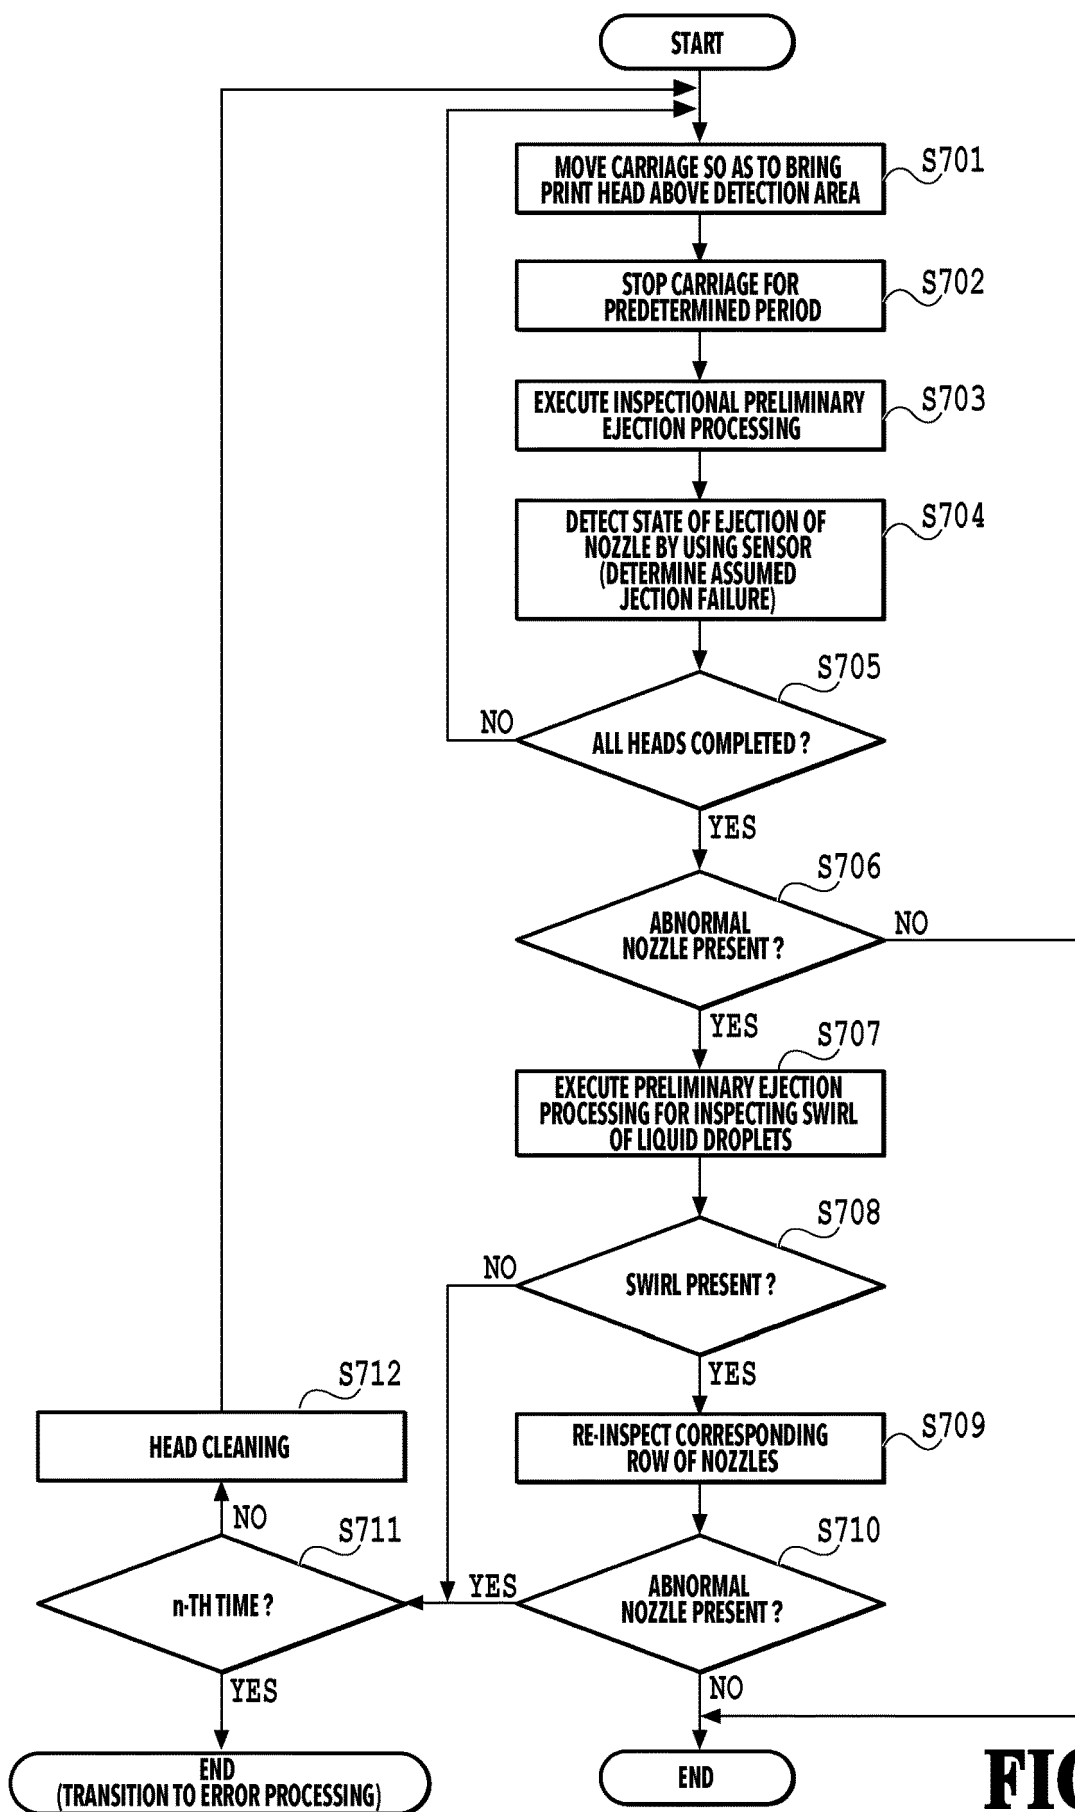 START
S701
MOVE CARRIAGE SO AS TO BRING
PRINT HEAD ABOVE DETECTION AREA
S702
STOP CARRIAGE FOR
PREDETERMINED PERIOD
S703
EXECUTE INSPECTIONAL PRELIMINARY
EJECTION PROCESSING
S704
DETECT STATE OF EJECTION OF
NOZZLE BY USING SENSOR
(DETERMINE ASSUMED
JECTION FAILURE)
S705
NO
ALL HEADS COMPLETED ?
YES
S706
ABNORMAL
NOZZLE PRESENT ?
NO
YES
S707
EXECUTE PRELIMINARY EJECTION
PROCESSING FOR INSPECTING SWIRL
OF LIQUID DROPLETS
S708
NO
SWIRL PRESENT ?
YES
S712
HEAD CLEANING
S709
RE-INSPECT CORRESPONDING
ROW OF NOZZLES
NO
S711
n-TH TIME ?
S710
YES
ABNORMAL
NOZZLE PRESENT ?
YES
NO
END
(TRANSITION TO ERROR PROCESSING)
END
FIG